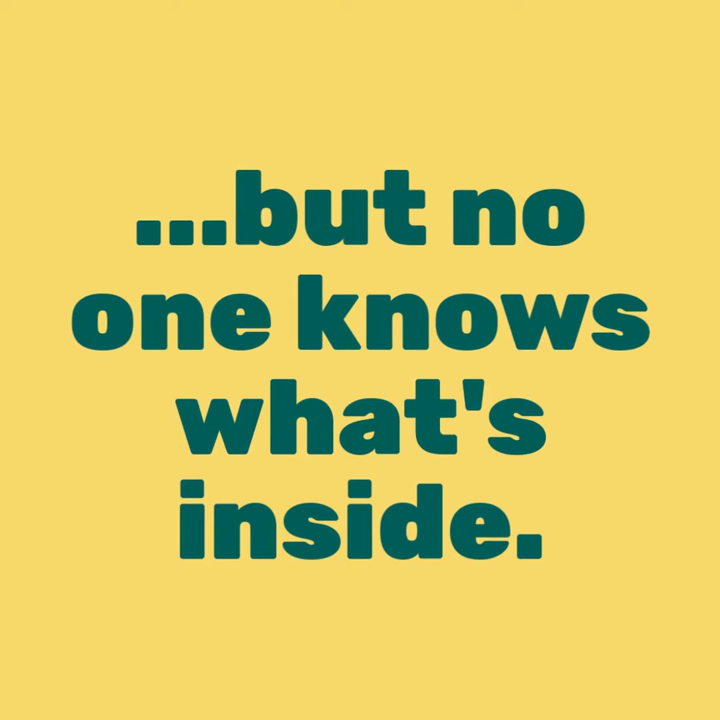 ...but no
one knows
what's
inside.